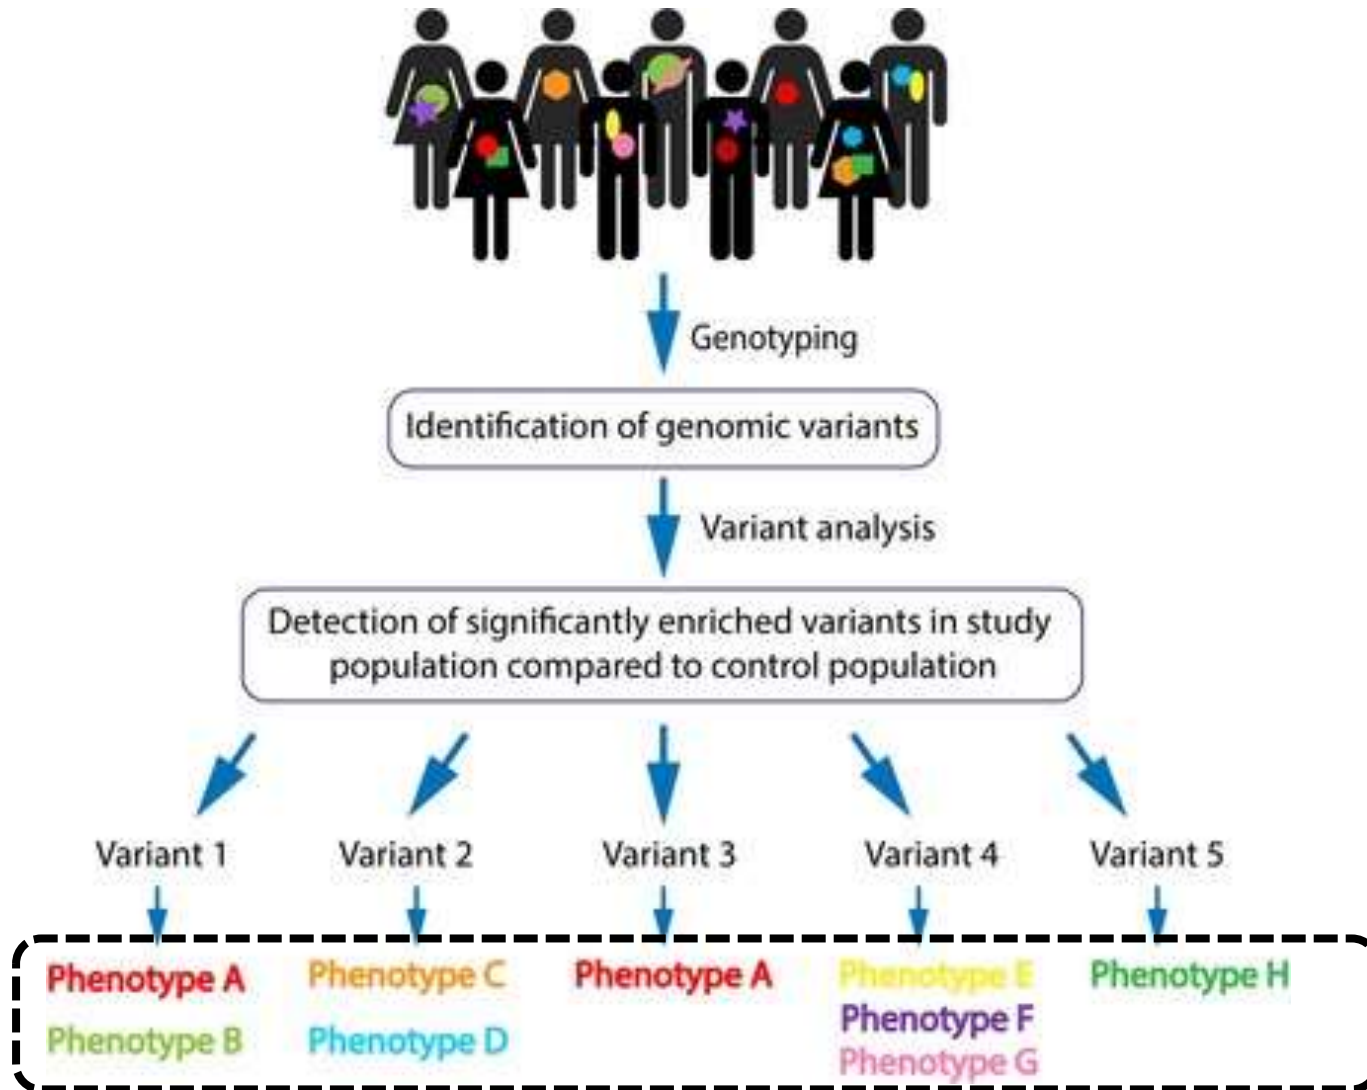 Genotyping
Identification of genomic variants
Variant analysis
Detection of significantly enriched variants in study
population compared to control population
Variant 1
Variant 2
Variant 3
Variant 4
Variant 5
Phenotype A
Phenotype B
Phenotype C
Phenotype D
Phenotype A
Phenotype E
Phenotype F
Phenotype G
Phenotype H